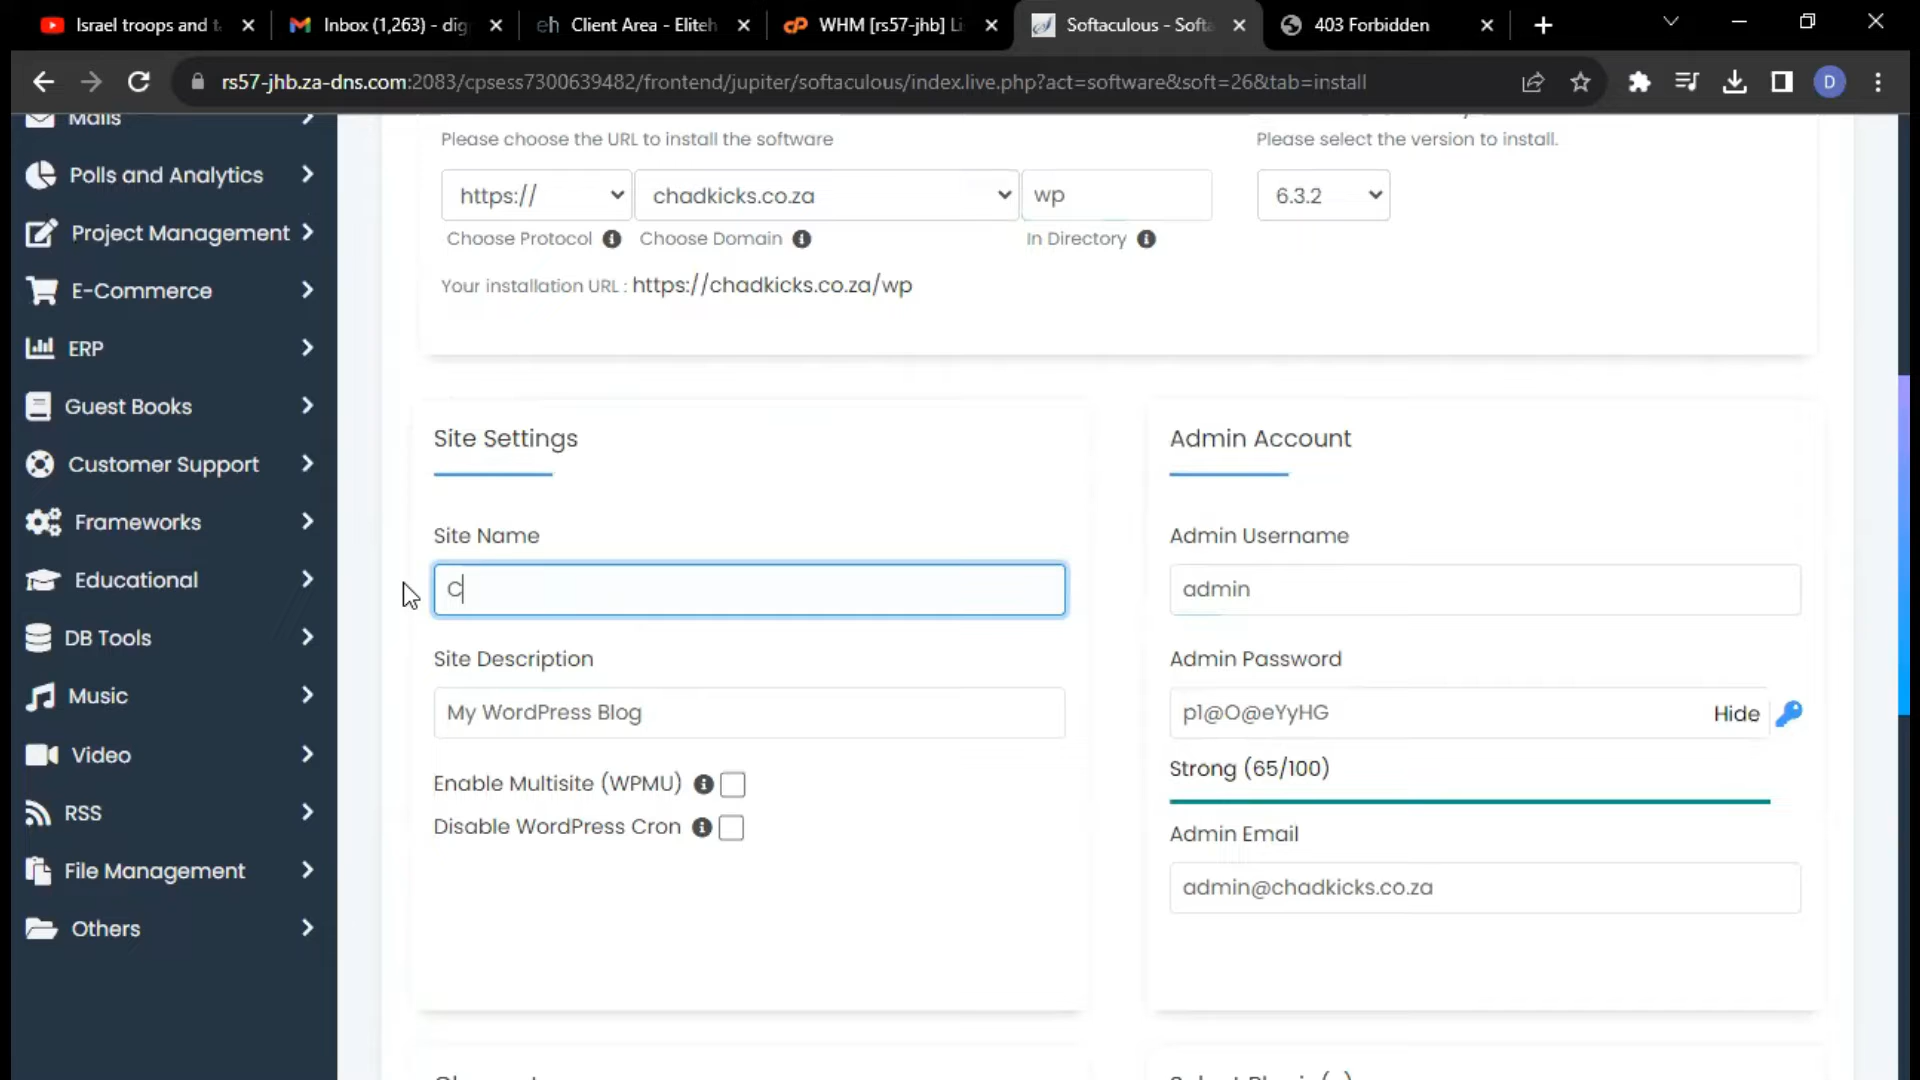 Israel troops and t
Inbox (1,263) - dig
Client Area - Eliteh
WHM [rs57-jhb] Li
Softaculous - Softa
403 Forbidden
rs57-jhb.za-dns.com:2083/cpsess7300639482/frontend/jupiter/softaculous/index.live.php?act=software&soft=26&tab=install
D
Mails
Polls and Analytics
Project Management
E-Commerce
ERP
Guest Books
Customer Support
Frameworks
Educational
DB Tools
Music
Video
RSS
File Management
Others
Please choose the URL to install the software
https://
chadkicks.co.za
wp
Choose Protocol
Choose Domain
In Directory
Your installation URL : https://chadkicks.co.za/wp
Please select the version to install.
6.3.2
Site Settings
Site Name
C
Site Description
My WordPress Blog
Enable Multisite (WPMU)
Disable WordPress Cron
Admin Account
Admin Username
admin
Admin Password
p1@O@eYyHG
Hide
Strong (65/100)
Admin Email
admin@chadkicks.co.za